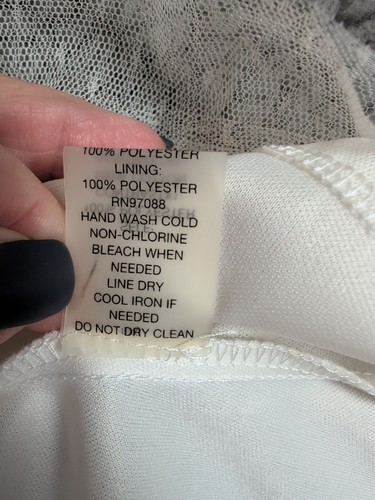 100% POLYESTER
LINING:
100% POLYESTER
RN97088
HAND WASH COLD
NON-CHLORINE
BLEACH WHEN
NEEDED
LINE DRY
COOL IRON IF
NEEDED
DO NOT DRY CLEAN